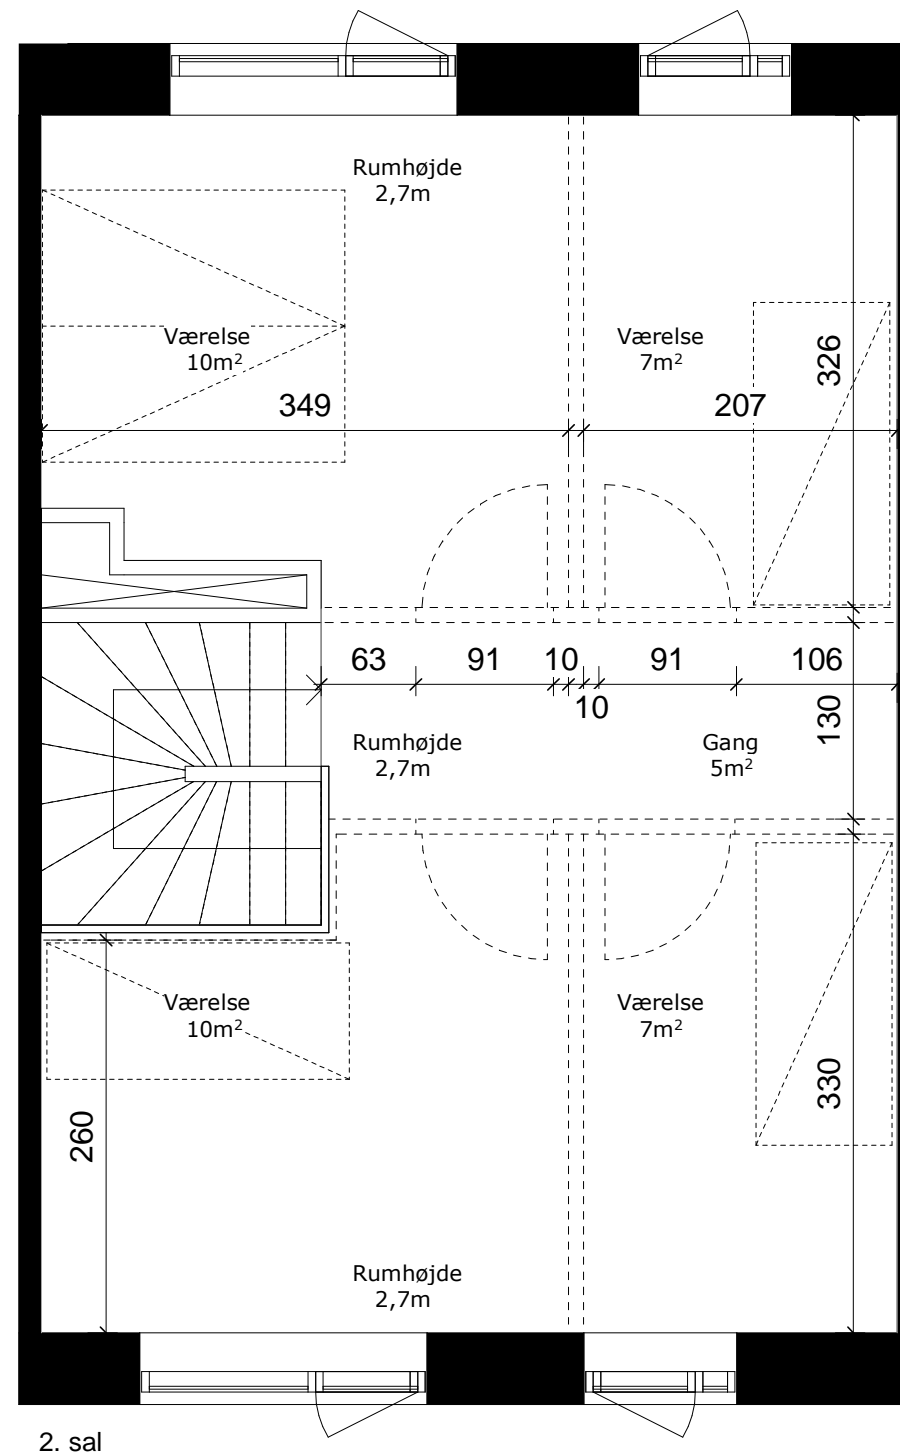 Rumhøjde
2,7m
Værelse
10m²
Værelse
7m²
326
349
207
63
91
10
91
106
10
130
Rumhøjde
2,7m
Gang
5m²
Værelse
10m²
Værelse
7m²
330
260
Rumhøjde
2,7m
2. sal